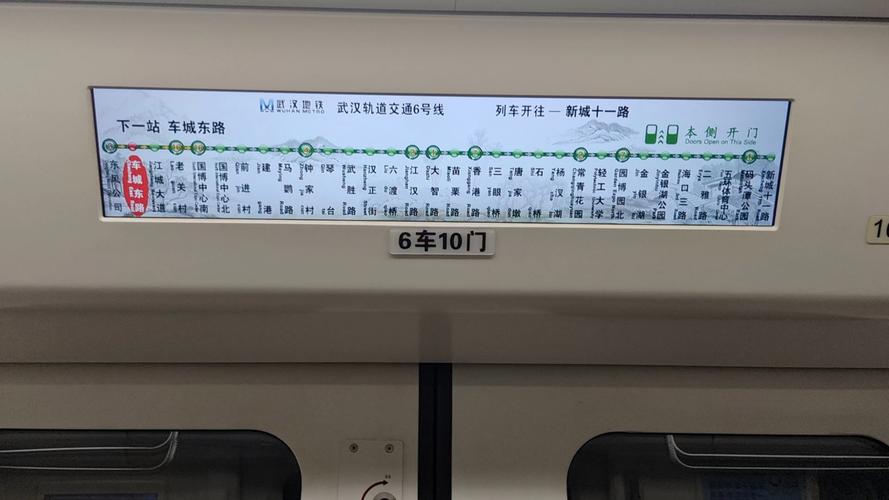 武汉地铁
WUHAN METRO
武汉轨道交通6号线
列车开往 — 新城十一路
下一站 车城东路
本侧开门
Doors Open on This Side
东风公司
车城东路
江城大道
老关村
国博中心南
国博中心北
前进村
建港
马鹦路
钟家村
琴台
武胜路
汉正街
六渡桥
江汉路
大智路
苗栗路
香港路
三眼桥
唐家墩
石桥
杨汊湖
常青花园
轻工大学
园博园北
金银湖
金银湖公园
海口三路
二雅路
五环体育中心
码头潭公园
新城十一路
6车10门